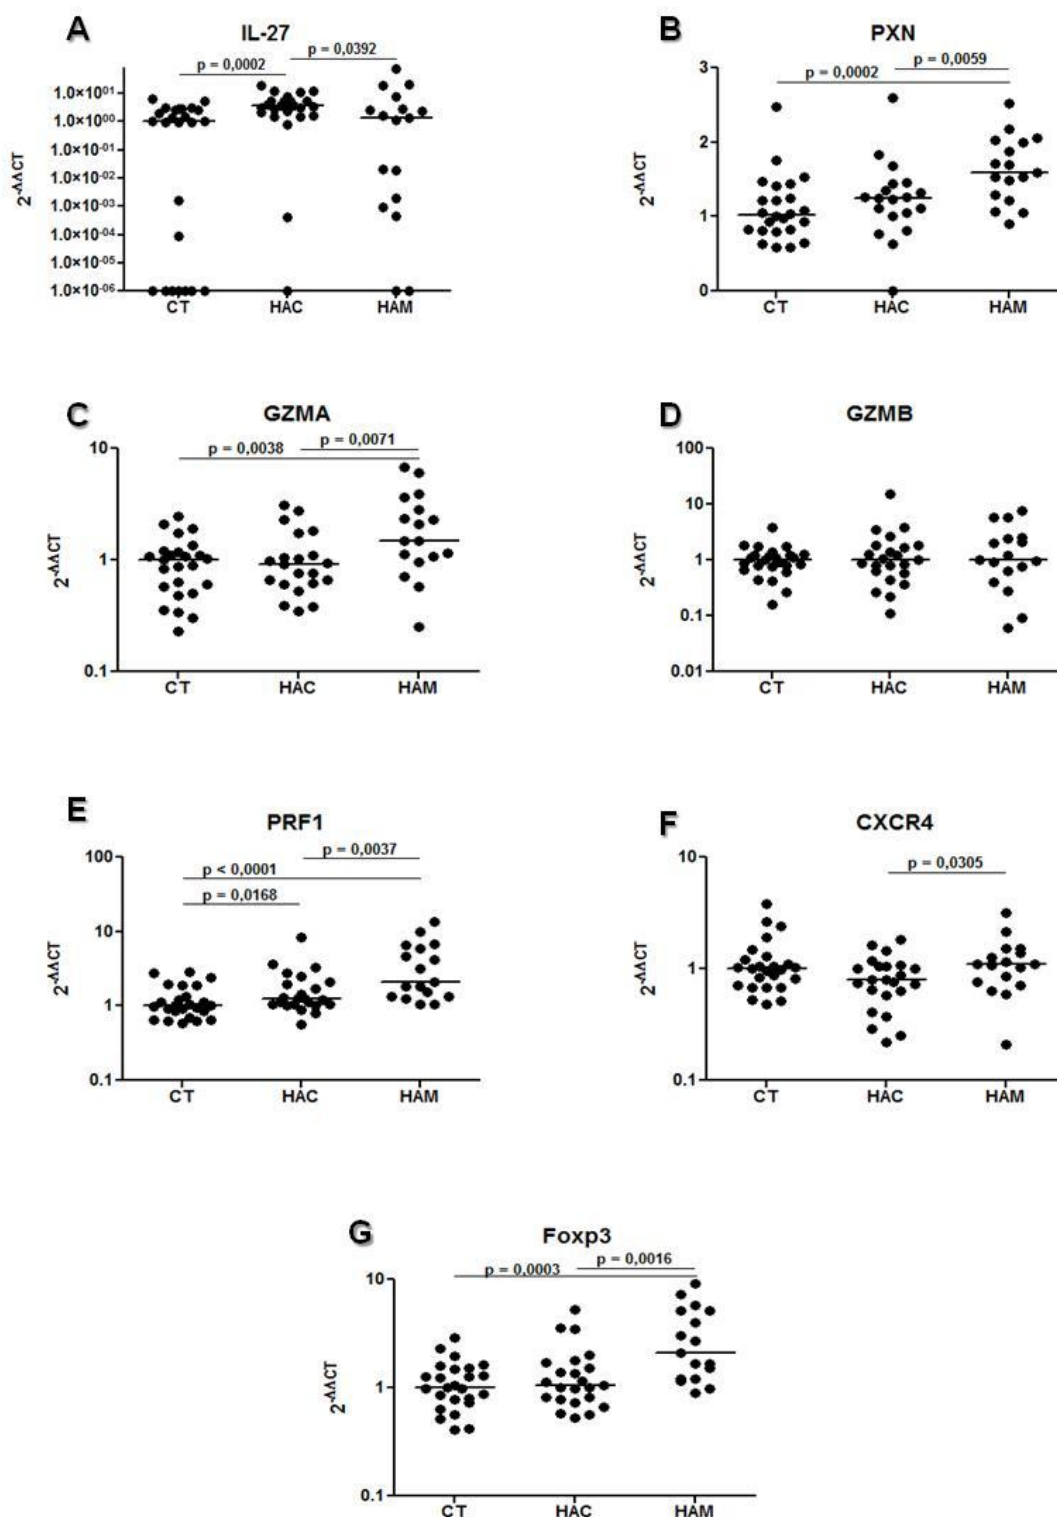 A
IL-27
p = 0,0392
p = 0,0002
1.0×10⁰¹
1.0×10⁰⁰
1.0×10⁻⁰¹
1.0×10⁻⁰²
1.0×10⁻⁰³
1.0×10⁻⁰⁴
1.0×10⁻⁰⁵
1.0×10⁻⁰⁶
2^-ΔΔCT
CT HAC HAM
B
PXN
p = 0,0059
p = 0,0002
3
2
1
0
2^-ΔΔCT
CT HAC HAM
C
GZMA
p = 0,0071
p = 0,0038
10
1
0.1
2^-ΔΔCT
CT HAC HAM
D
GZMB
100
10
1
0.1
0.01
2^-ΔΔCT
CT HAC HAM
E
PRF1
p = 0,0037
p < 0,0001
p = 0,0168
100
10
1
0.1
2^-ΔΔCT
CT HAC HAM
F
CXCR4
p = 0,0305
10
1
0.1
2^-ΔΔCT
CT HAC HAM
G
Foxp3
p = 0,0016
p = 0,0003
10
1
0.1
2^-ΔΔCT
CT HAC HAM